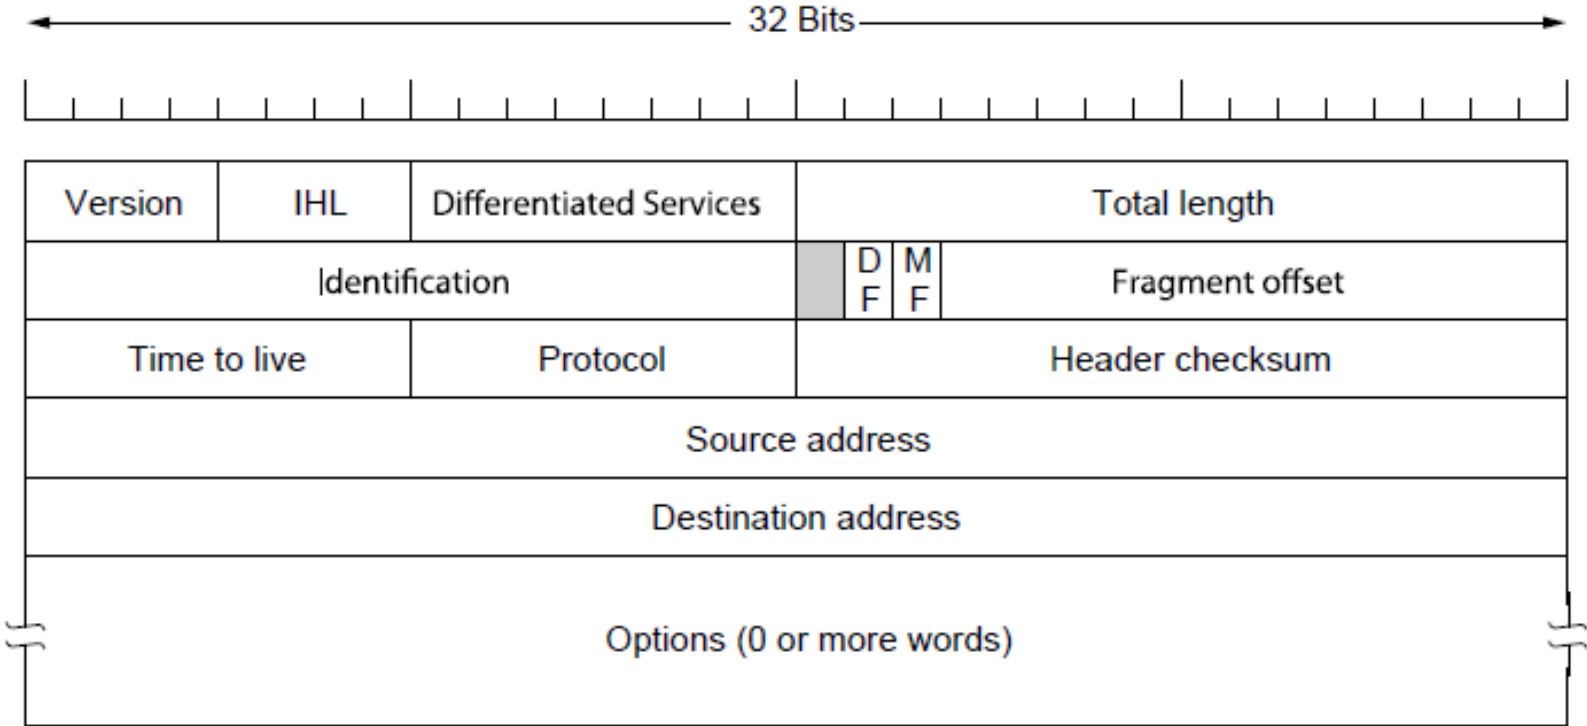 32 Bits
Version IHL Differentiated Services Total length
Identification D F M F Fragment offset
Time to live Protocol Header checksum
Source address
Destination address
Options (0 or more words)